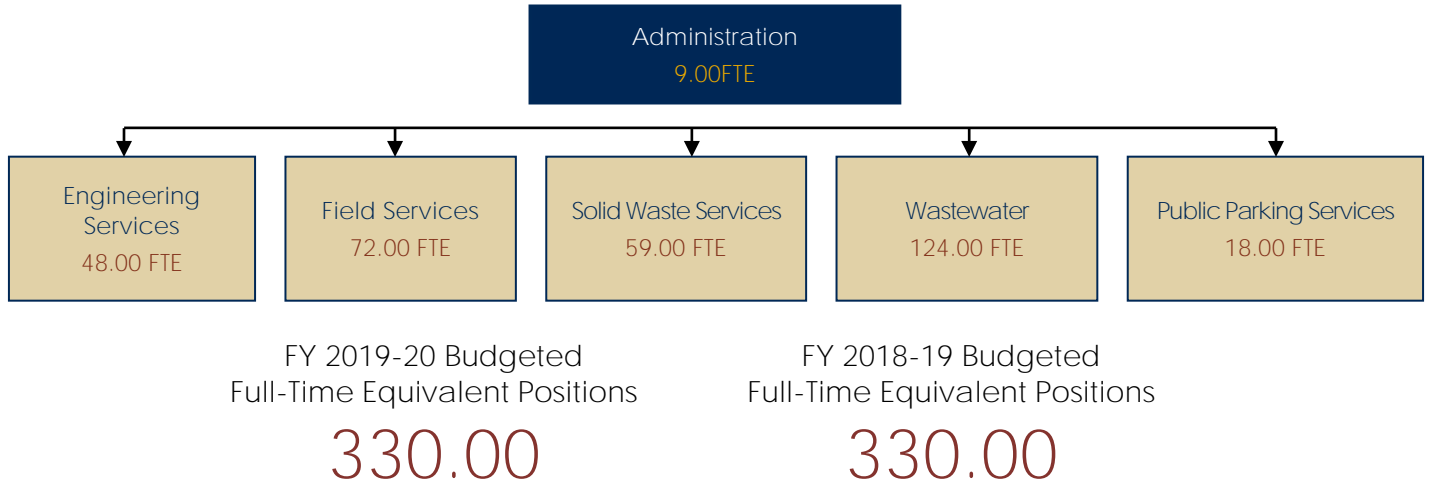 Administration
9.00FTE
Engineering
Services
48.00 FTE
Field Services
72.00 FTE
Solid Waste Services
59.00 FTE
Wastewater
124.00 FTE
Public Parking Services
18.00 FTE
FY 2019-20 Budgeted
Full-Time Equivalent Positions
330.00
FY 2018-19 Budgeted
Full-Time Equivalent Positions
330.00